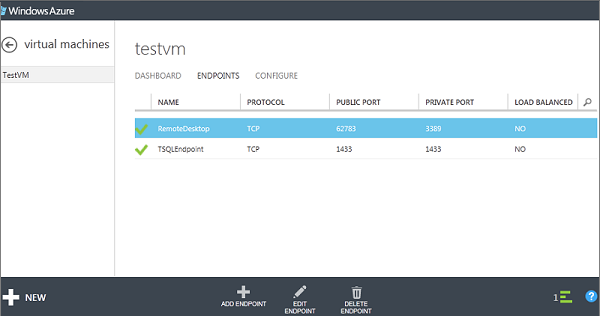 Windows Azure
virtual machines
TestVM
testvm
DASHBOARD ENDPOINTS CONFIGURE
NAME PROTOCOL PUBLIC PORT PRIVATE PORT LOAD BALANCED
RemoteDesktop TCP 62783 3389 NO
TSQLEndpoint TCP 1433 1433 NO
NEW
ADD ENDPOINT
EDIT
ENDPOINT
DELETE
ENDPOINT
1
?